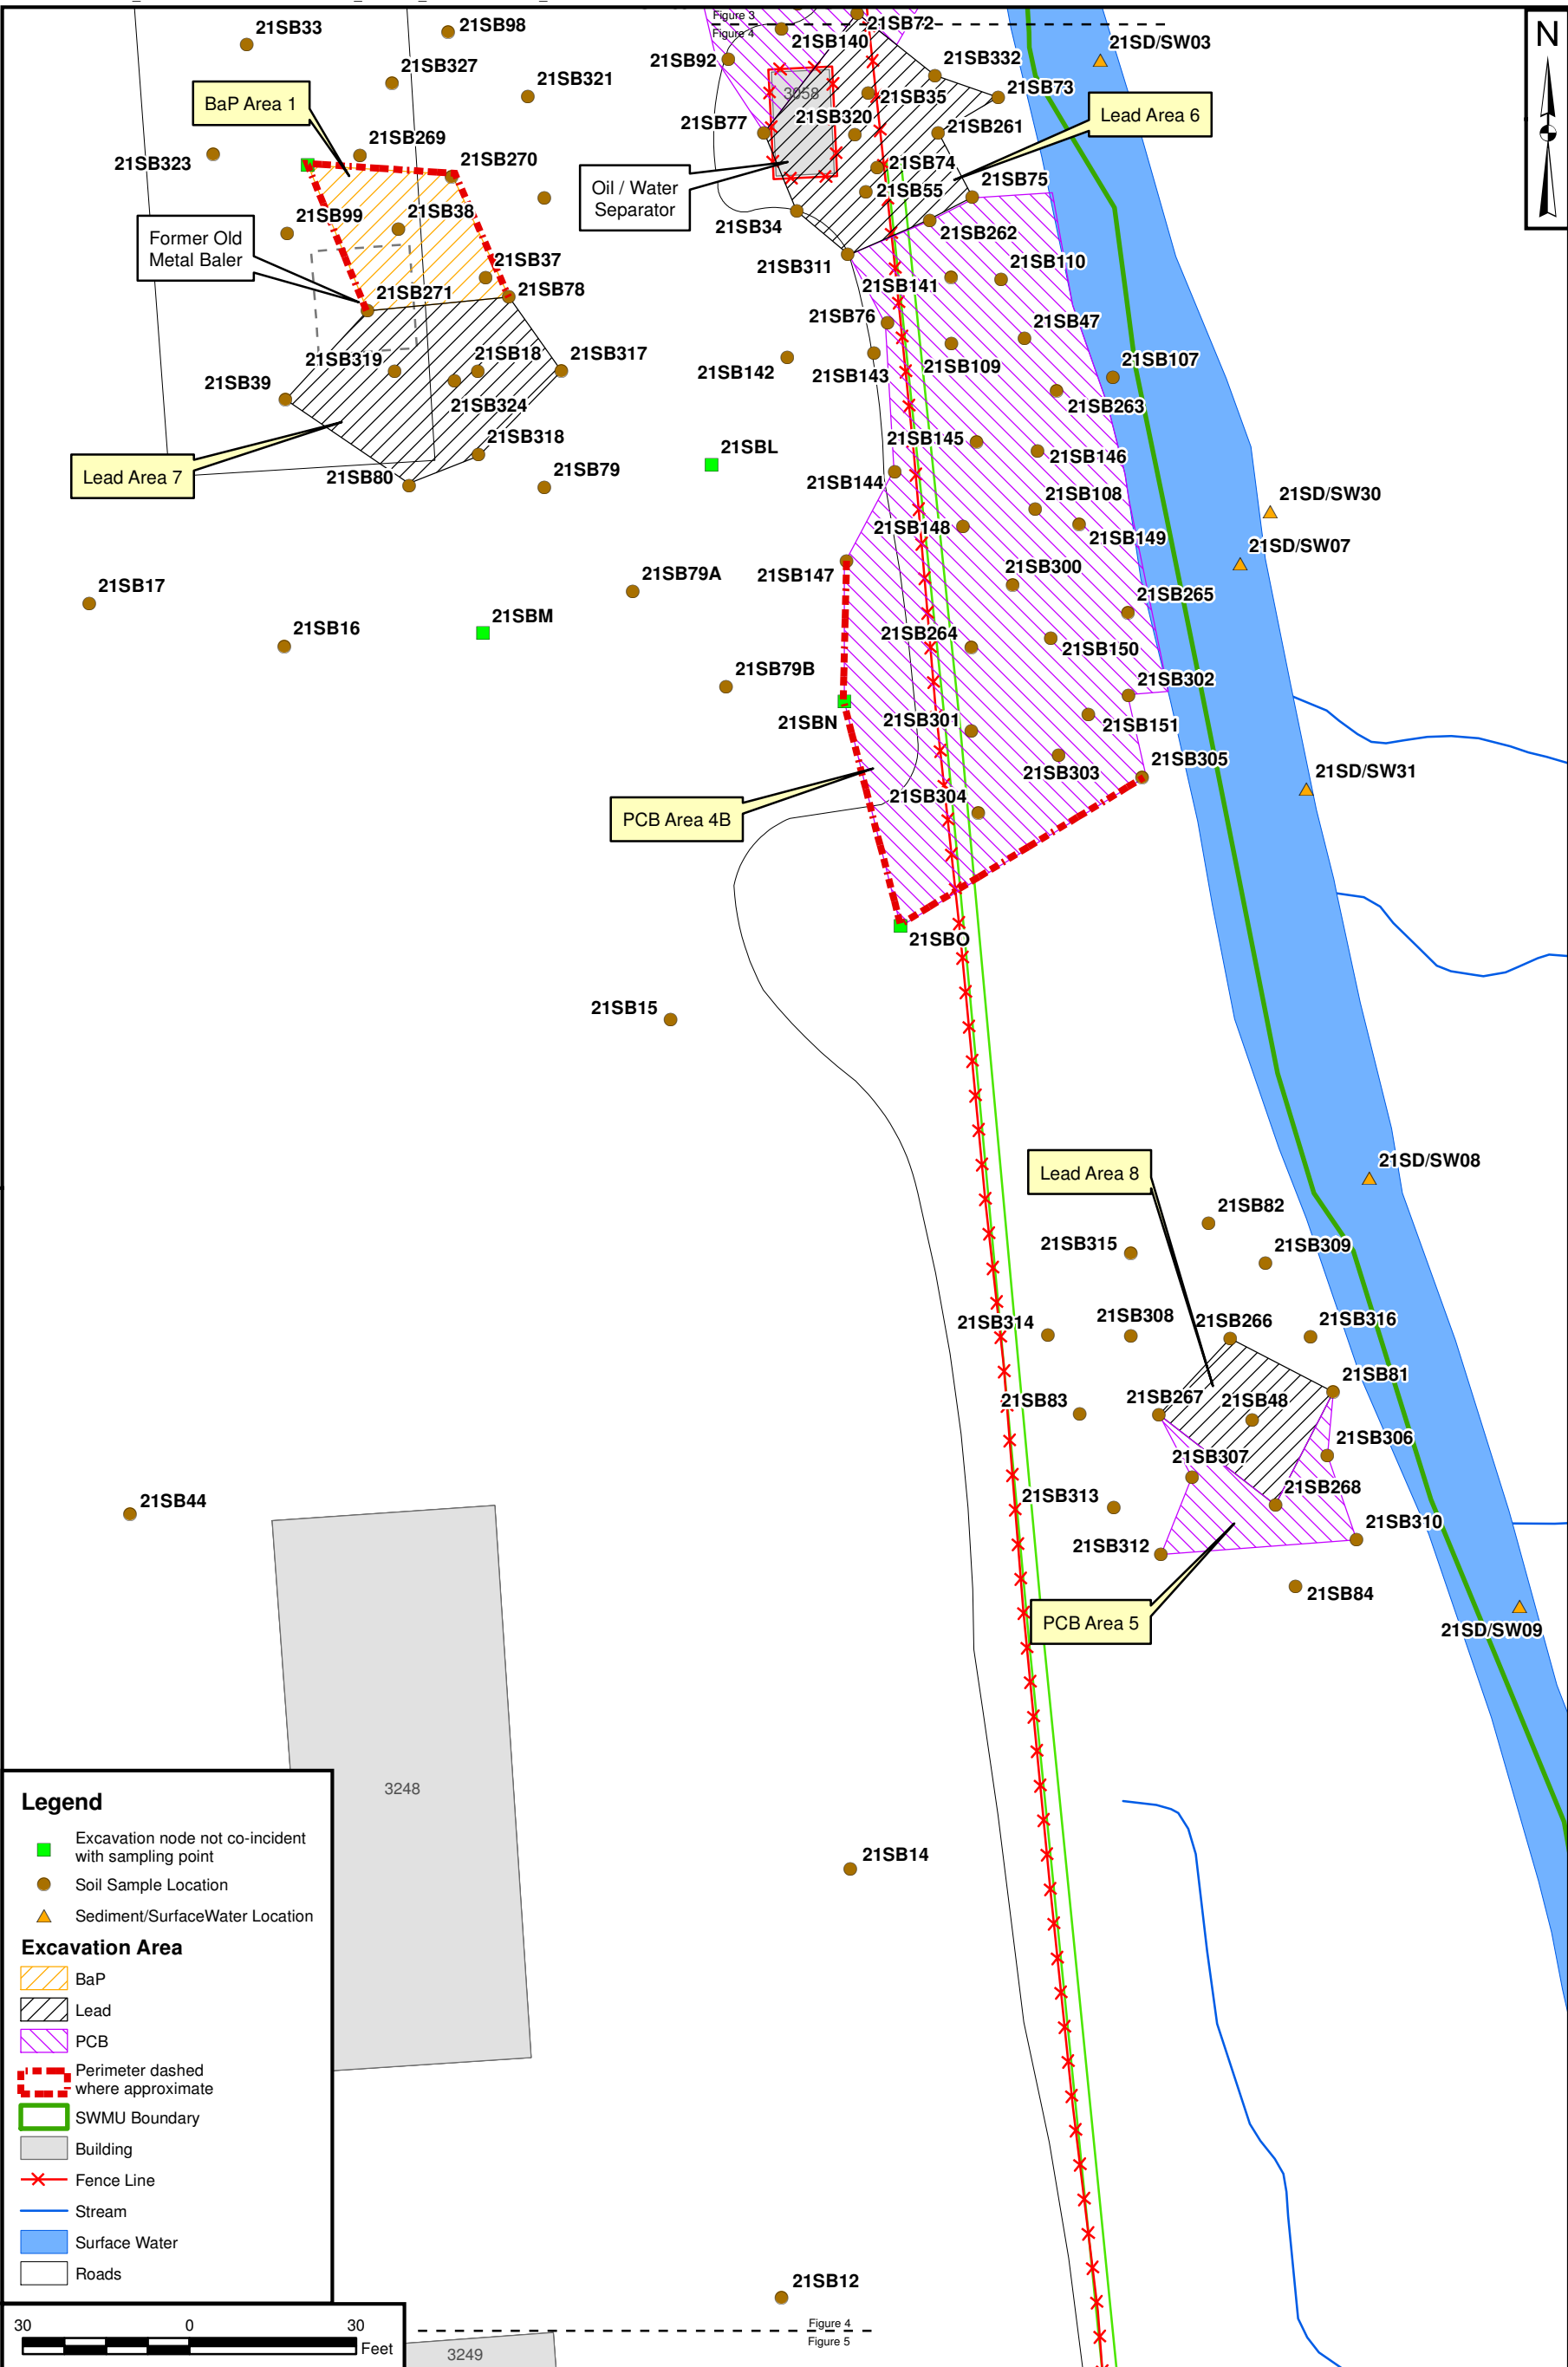 Figure 3
Figure 4
N
21SB33
21SB98
21SB72
21SB140
21SD/SW03
21SB92
21SB332
21SB327
21SB321
21SB73
BaP Area 1
3058
21SB35
Lead Area 6
21SB320
21SB77
21SB261
21SB269
21SB323
21SB270
21SB74
Oil / Water
Separator
21SB55
21SB75
21SB99
21SB38
21SB34
21SB262
Former Old
Metal Baler
21SB37
21SB311
21SB110
21SB271
21SB78
21SB141
21SB76
21SB47
21SB319
21SB18
21SB317
21SB142
21SB143
21SB109
21SB107
21SB39
21SB324
21SB263
21SB318
21SBL
21SB145
21SB146
Lead Area 7
21SB80
21SB79
21SB144
21SB108
21SD/SW30
21SB148
21SB149
21SD/SW07
21SB147
21SB79A
21SB300
21SB17
21SB265
21SBM
21SB16
21SB264
21SB150
21SB79B
21SB302
21SBN
21SB301
21SB151
21SB305
21SB303
21SD/SW31
21SB304
PCB Area 4B
21SBO
21SB15
Lead Area 8
21SD/SW08
21SB82
21SB315
21SB309
21SB314
21SB308
21SB266
21SB316
21SB81
21SB83
21SB267
21SB48
21SB306
21SB307
21SB268
21SB44
21SB313
21SB310
21SB312
21SB84
PCB Area 5
21SD/SW09
3248
21SB14
Legend
Excavation node not co-incident
with sampling point
Soil Sample Location
Sediment/SurfaceWater Location
Excavation Area
BaP
Lead
PCB
Perimeter dashed
where approximate
SWMU Boundary
Building
Fence Line
Stream
Surface Water
Roads
21SB12
30 0 30
Feet
Figure 4
Figure 5
3249